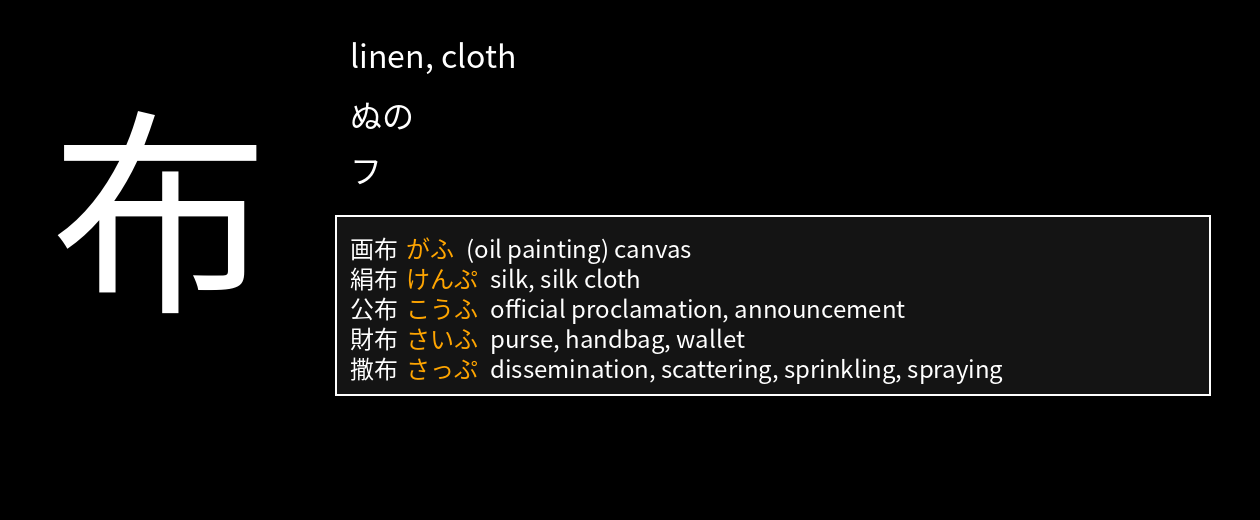 布
linen, cloth
ぬの
フ
画布 がふ (oil painting) canvas
絹布 けんぷ silk, silk cloth
公布 こうふ official proclamation, announcement
財布 さいふ purse, handbag, wallet
撒布 さっぷ dissemination, scattering, sprinkling, spraying